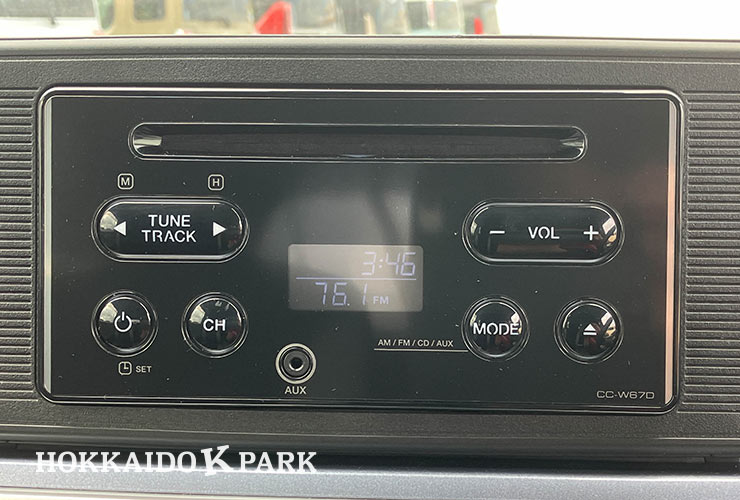 M H
◀ TUNE TRACK ▶
− VOL +
3:46
76.1 FM
CH
MODE
AM / FM / CD / AUX
SET
AUX
CC-W67D
HOKKAIDO K PARK